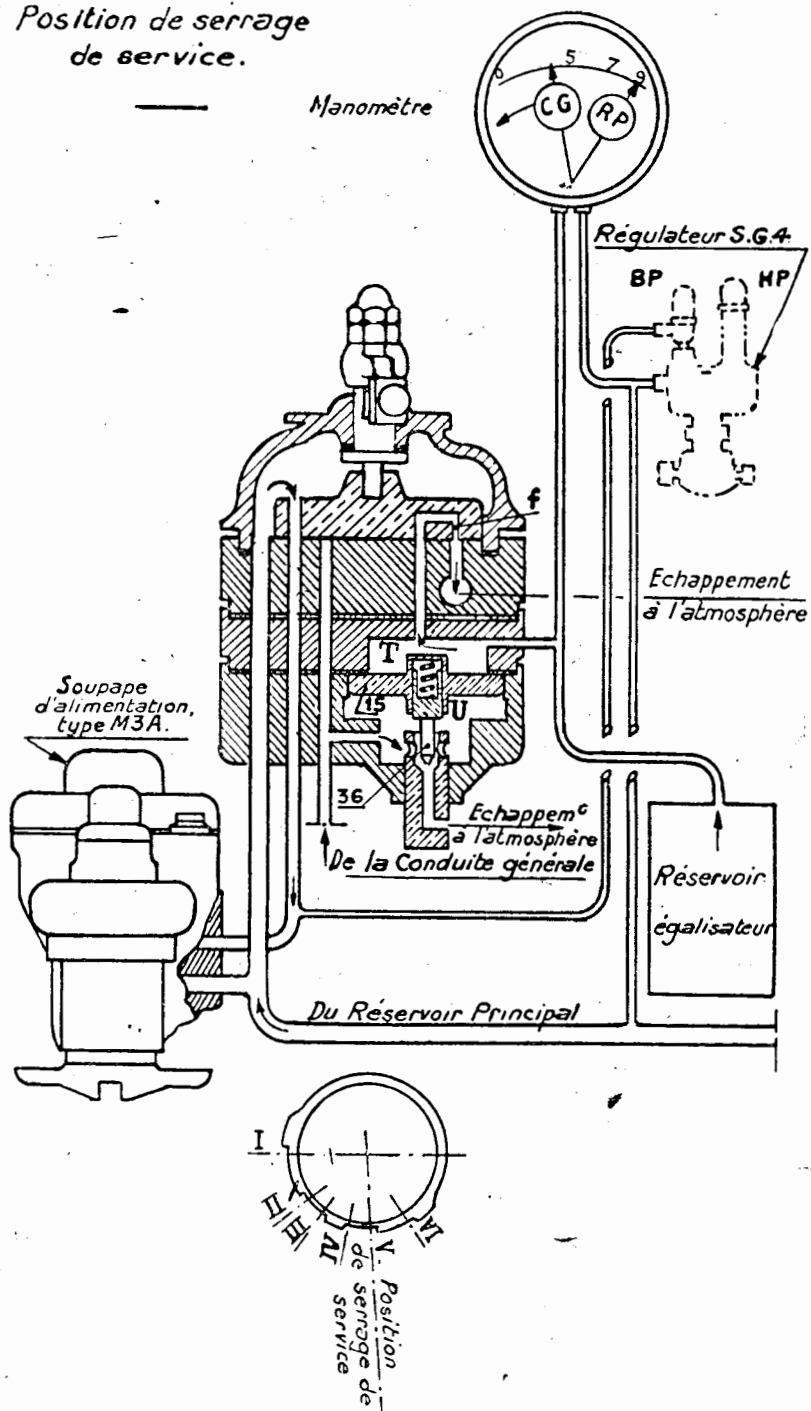 Position de serrage
de service.
Manomètre
0
5
7
9
CG
RP
Régulateur S.G.4.
BP
HP
f
Echappement
à l'atmosphère
T
15
U
Soupape
d'alimentation,
type M3A.
36
Echappemt
à l'atmosphère
De la Conduite générale
Réservoir
égalisateur
Du Réservoir Principal
I
II
III
IV
V. Position
de serrage de
service
VI